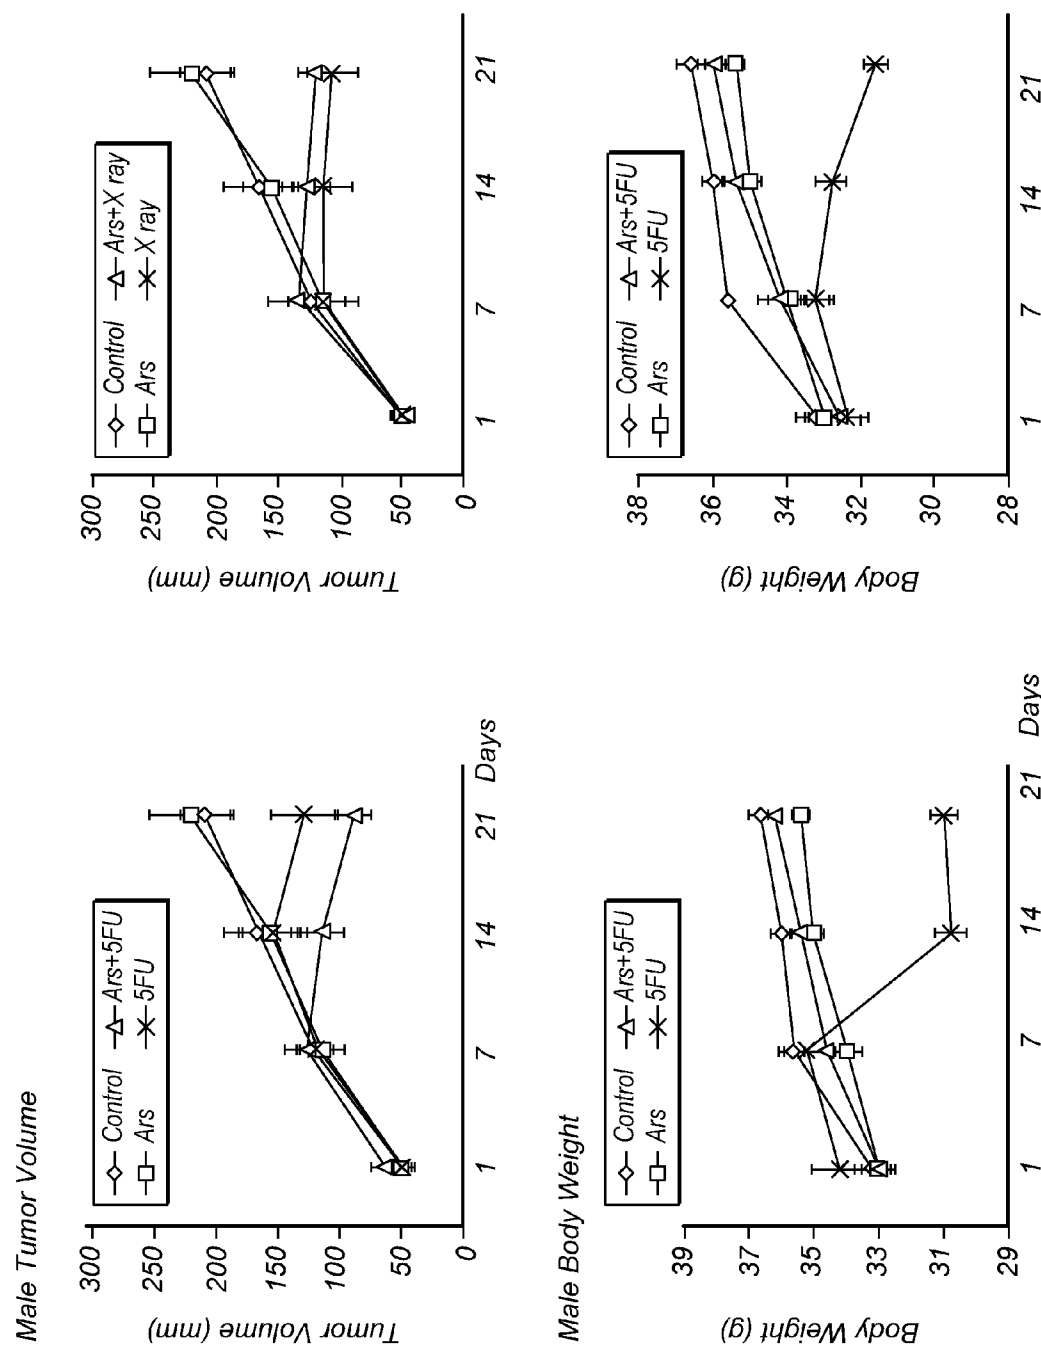 Male Tumor Volume
Tumor Volume (mm)
300
250
200
150
100
50
0
Control Ars+5FU
Ars 5FU
1 7 14 21
Days
Tumor Volume (mm)
300
250
200
150
100
50
0
Control Ars+X ray
Ars X ray
1 7 14 21
Male Body Weight
Body Weight (g)
39
37
35
33
31
29
Control Ars+5FU
Ars 5FU
1 7 14 21
Days
Body Weight (g)
38
36
34
32
30
28
Control Ars+5FU
Ars 5FU
1 7 14 21